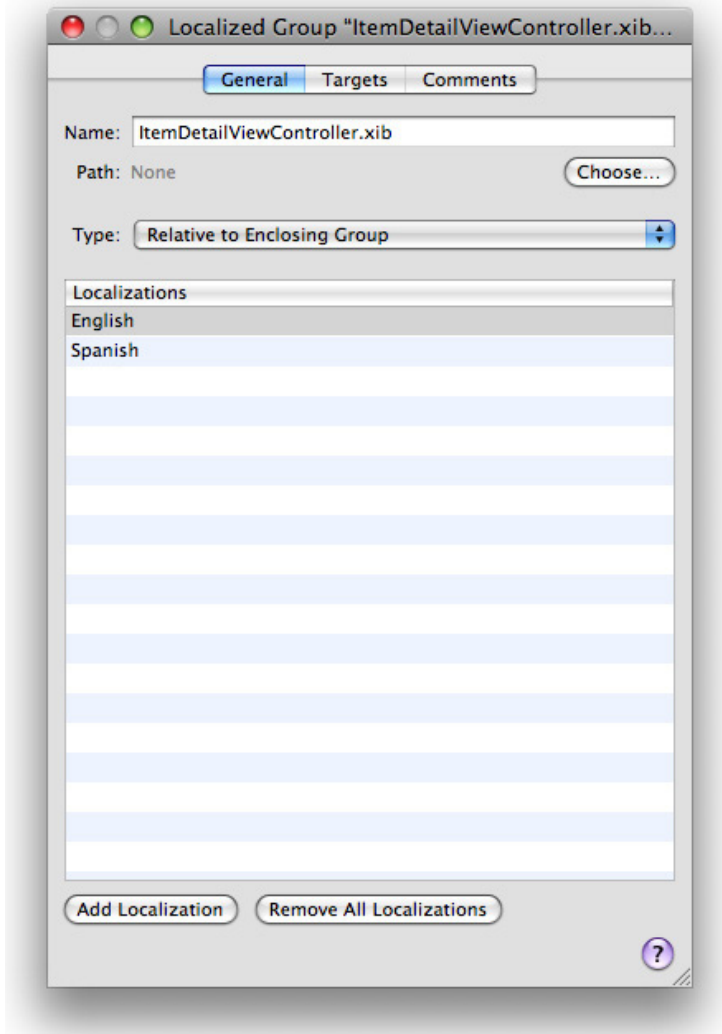 Localized Group “ItemDetailViewController.xib...
General Targets Comments
Name: ItemDetailViewController.xib
Path: None Choose...
Type: Relative to Enclosing Group
Localizations
English
Spanish
Add Localization Remove All Localizations
?